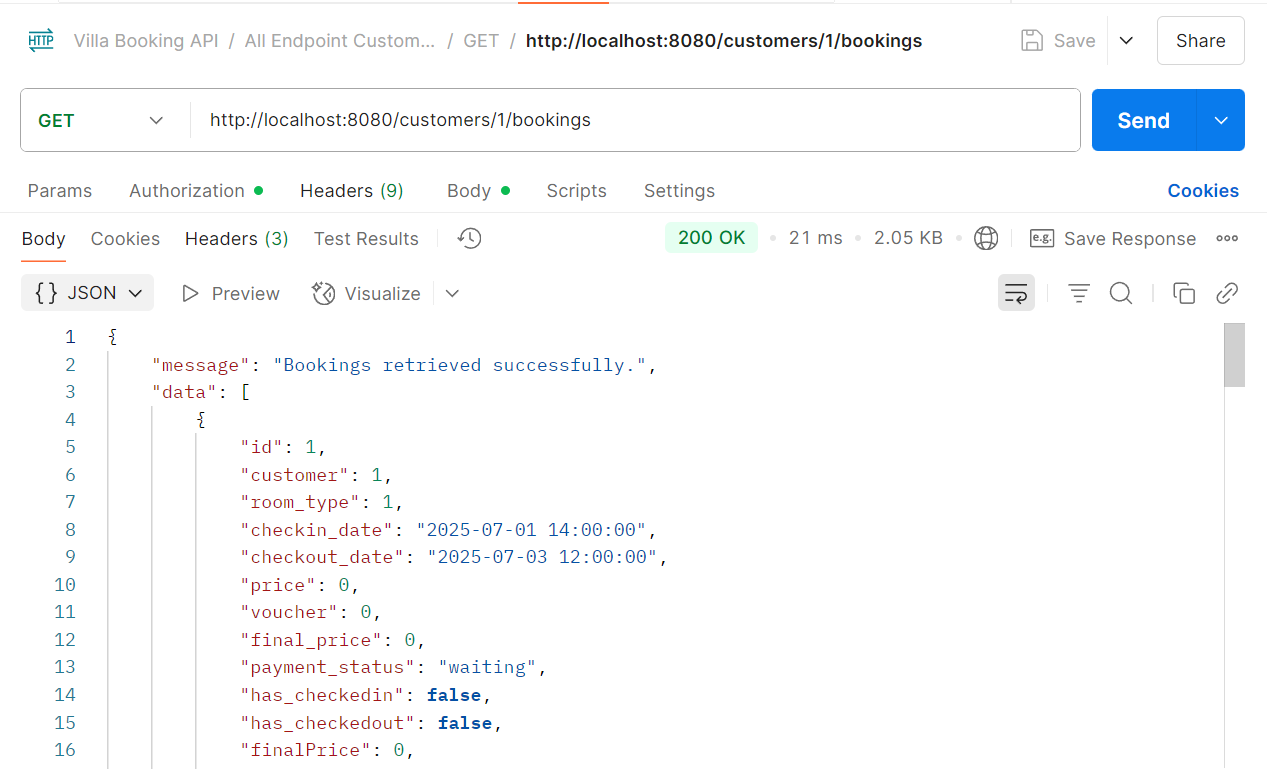 HTTP Villa Booking API / All Endpoint Custom... / GET / http://localhost:8080/customers/1/bookings Save Share
GET http://localhost:8080/customers/1/bookings Send
Params Authorization Headers (9) Body Scripts Settings Cookies
Body Cookies Headers (3) Test Results 200 OK 21 ms 2.05 KB e.g. Save Response
{} JSON Preview Visualize
1 {
2 "message": "Bookings retrieved successfully.",
3 "data": [
4 {
5 "id": 1,
6 "customer": 1,
7 "room_type": 1,
8 "checkin_date": "2025-07-01 14:00:00",
9 "checkout_date": "2025-07-03 12:00:00",
10 "price": 0,
11 "voucher": 0,
12 "final_price": 0,
13 "payment_status": "waiting",
14 "has_checkedin": false,
15 "has_checkedout": false,
16 "finalPrice": 0,